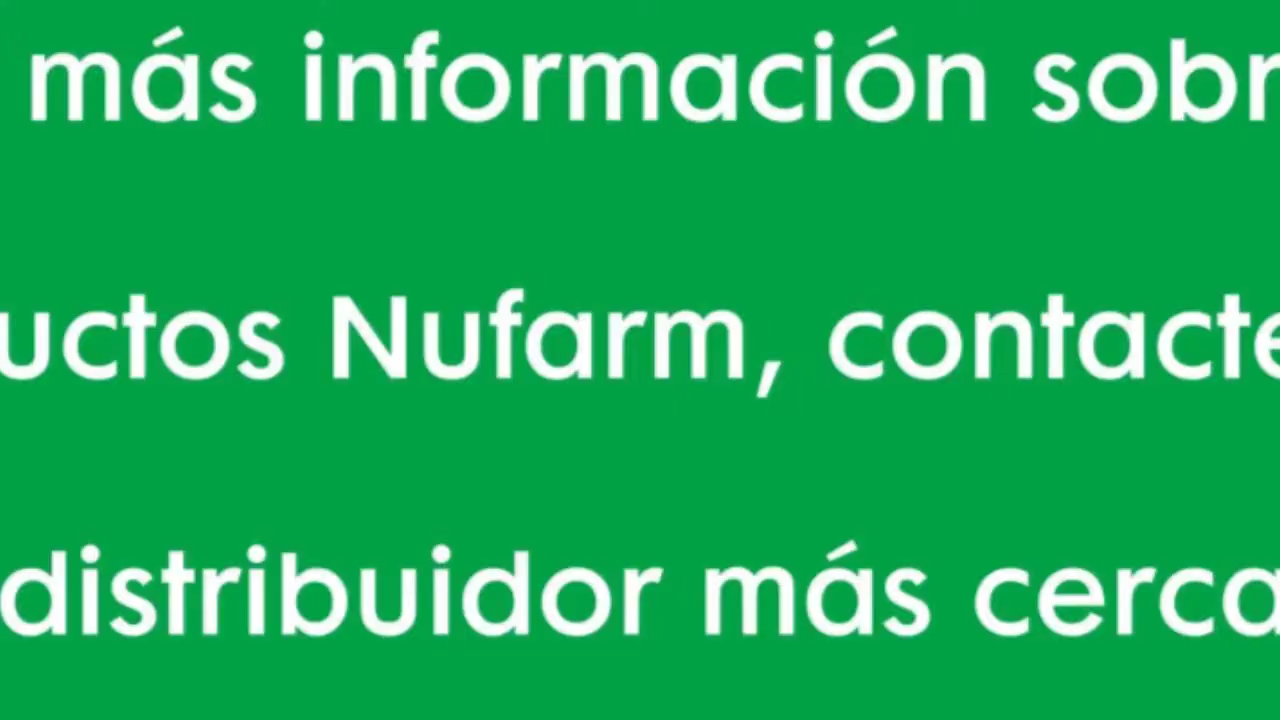 más información sobr
uctos Nufarm, contacte
distribuidor más cerca